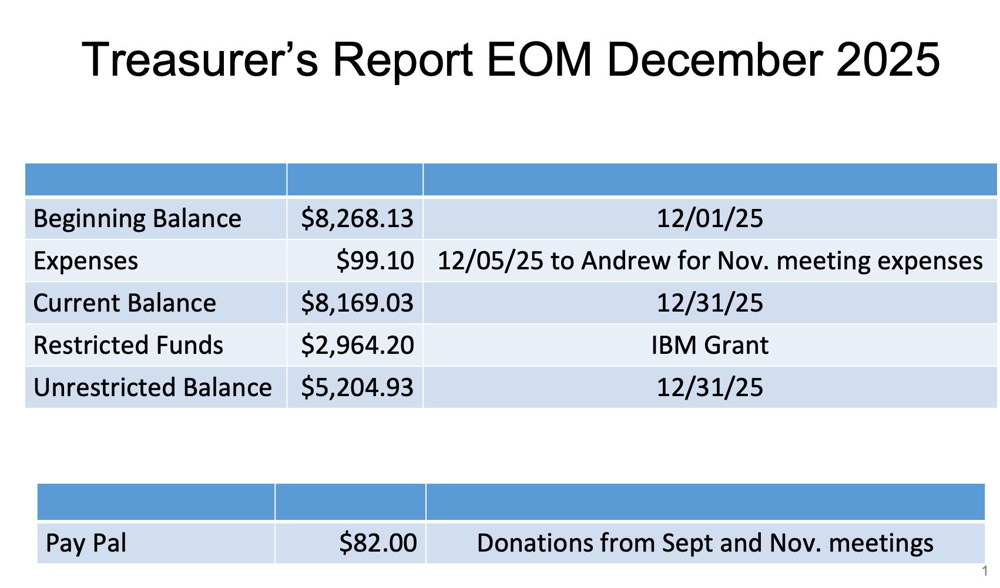 Treasurer’s Report EOM December 2025
Beginning Balance $8,268.13 12/01/25
Expenses $99.10 12/05/25 to Andrew for Nov. meeting expenses
Current Balance $8,169.03 12/31/25
Restricted Funds $2,964.20 IBM Grant
Unrestricted Balance $5,204.93 12/31/25
Pay Pal $82.00 Donations from Sept and Nov. meetings
1